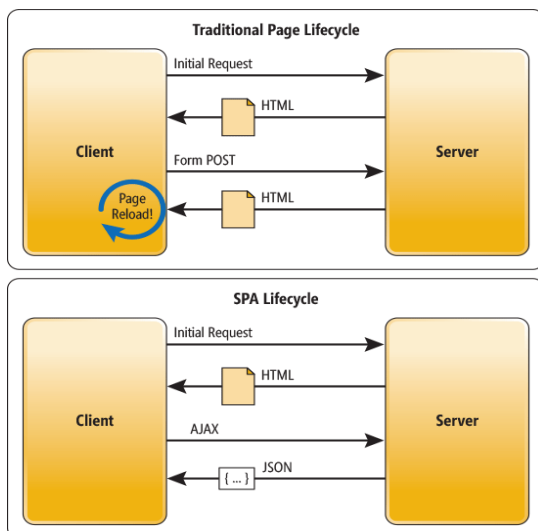 Traditional Page Lifecycle
Initial Request
HTML
Client
Server
Form POST
HTML
Page
Reload!
SPA Lifecycle
Initial Request
HTML
Client
Server
AJAX
JSON
{ ... }